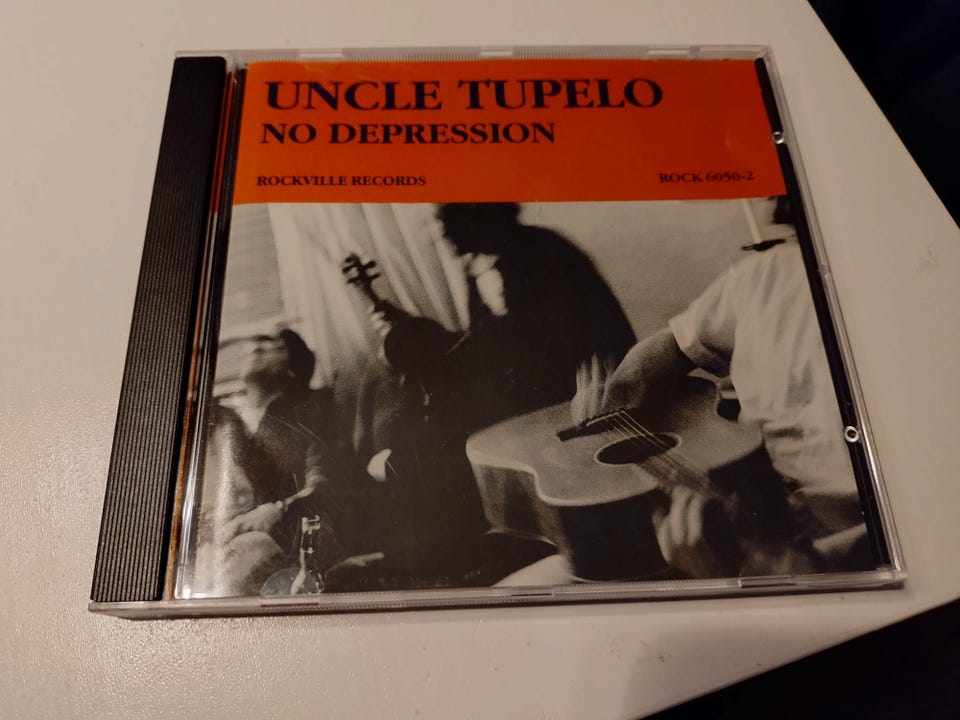 UNCLE TUPELO
NO DEPRESSION
ROCKVILLE RECORDS
ROCK 6050-2